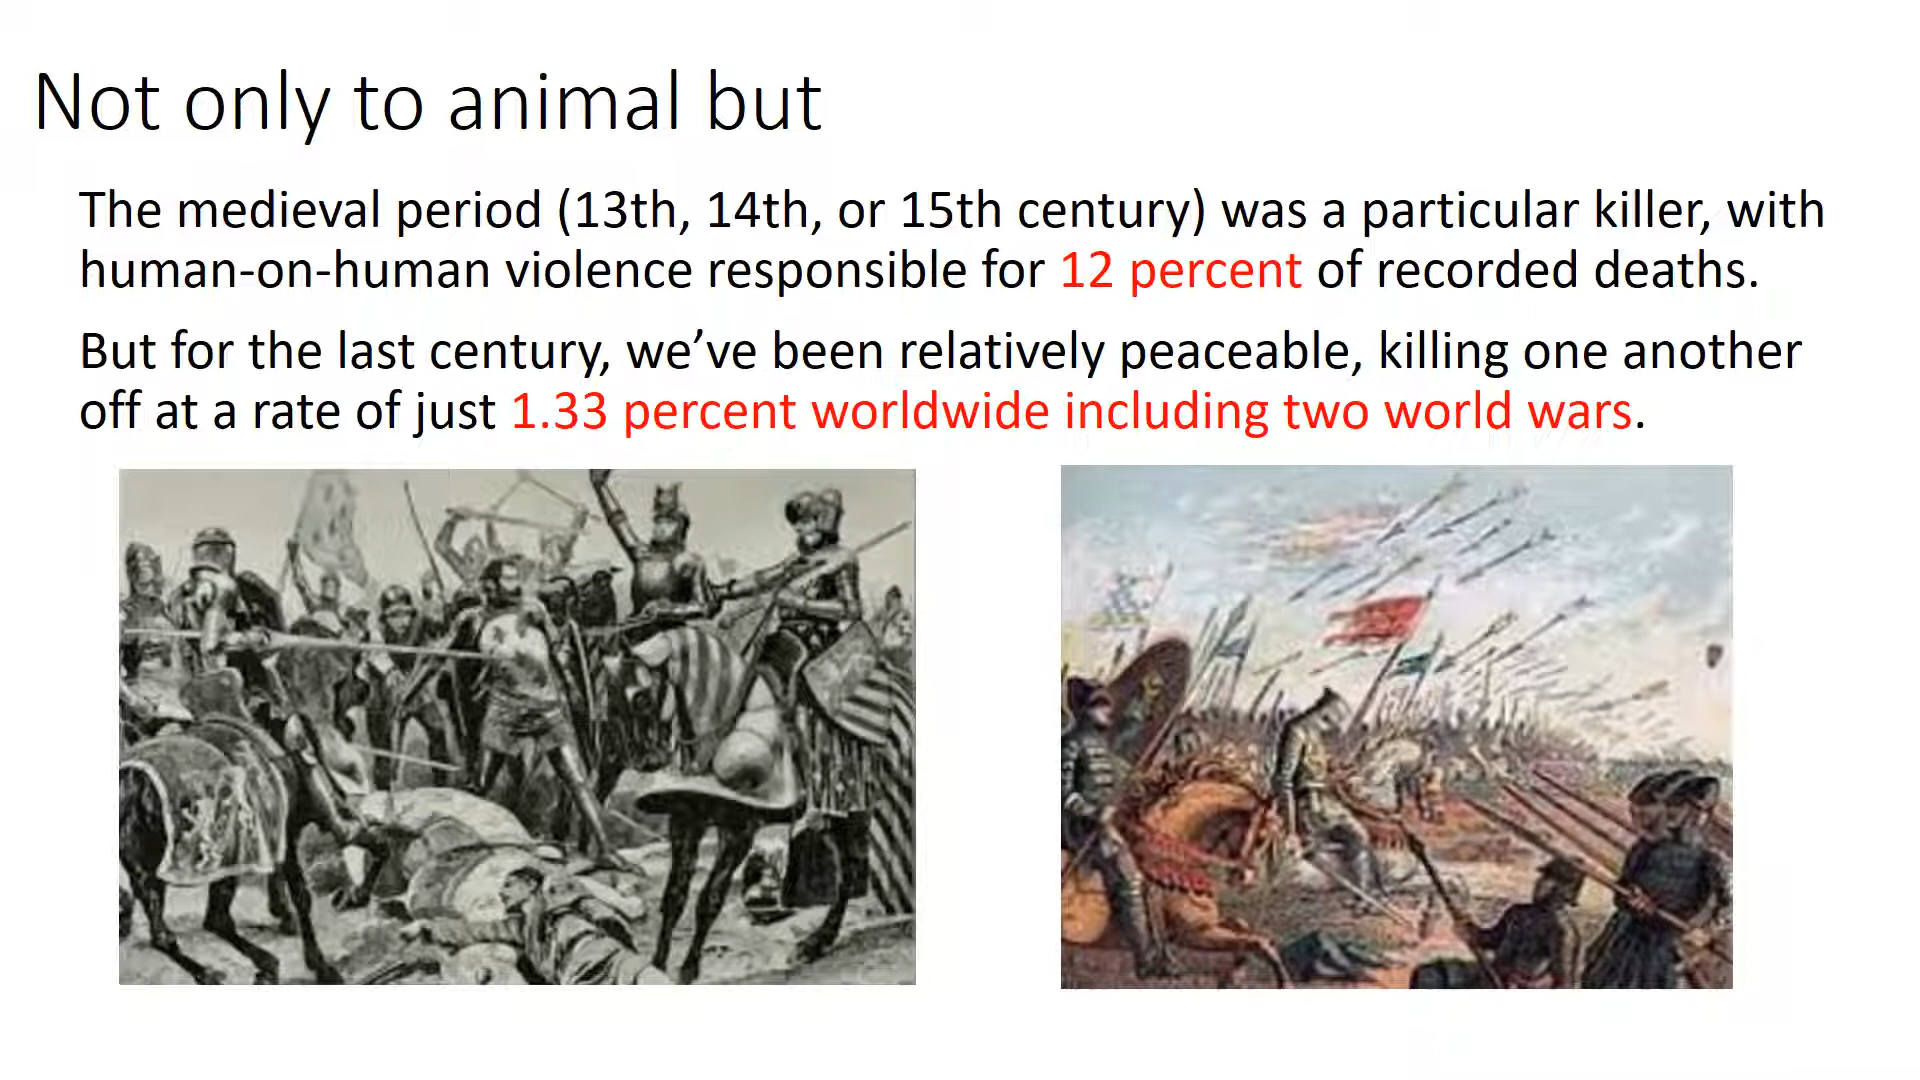 Not only to animal but
The medieval period (13th, 14th, or 15th century) was a particular killer, with
human-on-human violence responsible for 12 percent of recorded deaths.
But for the last century, we’ve been relatively peaceable, killing one another
off at a rate of just 1.33 percent worldwide including two world wars.